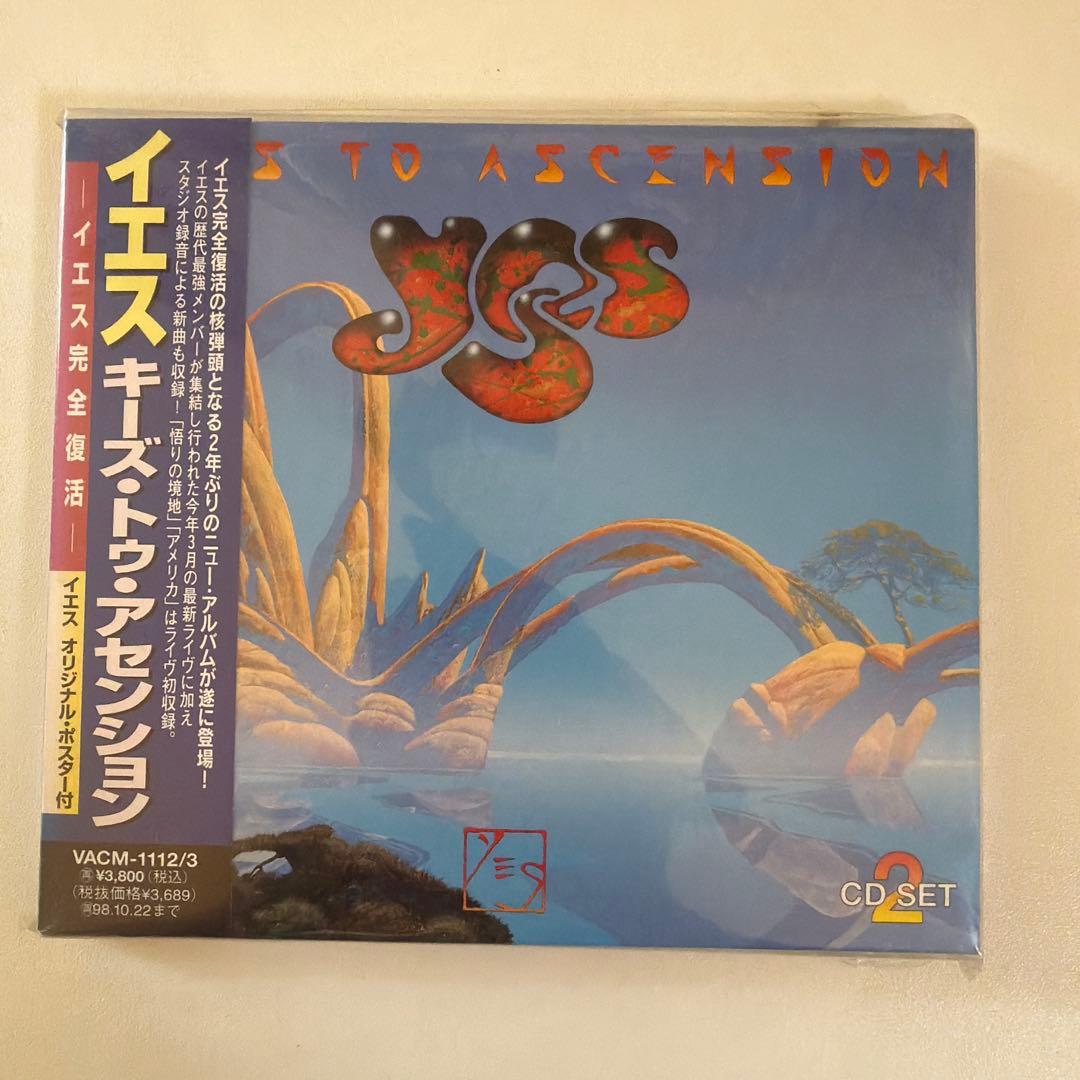 イエス キーズ・トゥ・アセンション
― イエス完全復活 ―
イエス オリジナル・ポスター付
イエス完全復活の核弾頭となる2年ぶりのニュー・アルバムが遂に登場!
イエスの歴代最強メンバーが集結し行われた今年3月の最新ライヴに加え
スタジオ録音による新曲も収録!「悟りの境地」「アメリカ」はライヴ初収録。
VACM-1112/3
再¥3,800(税込)
(税抜価格¥3,689)
再98.10.22まで
S TO ASCENSION
YES
YES
2
CD SET